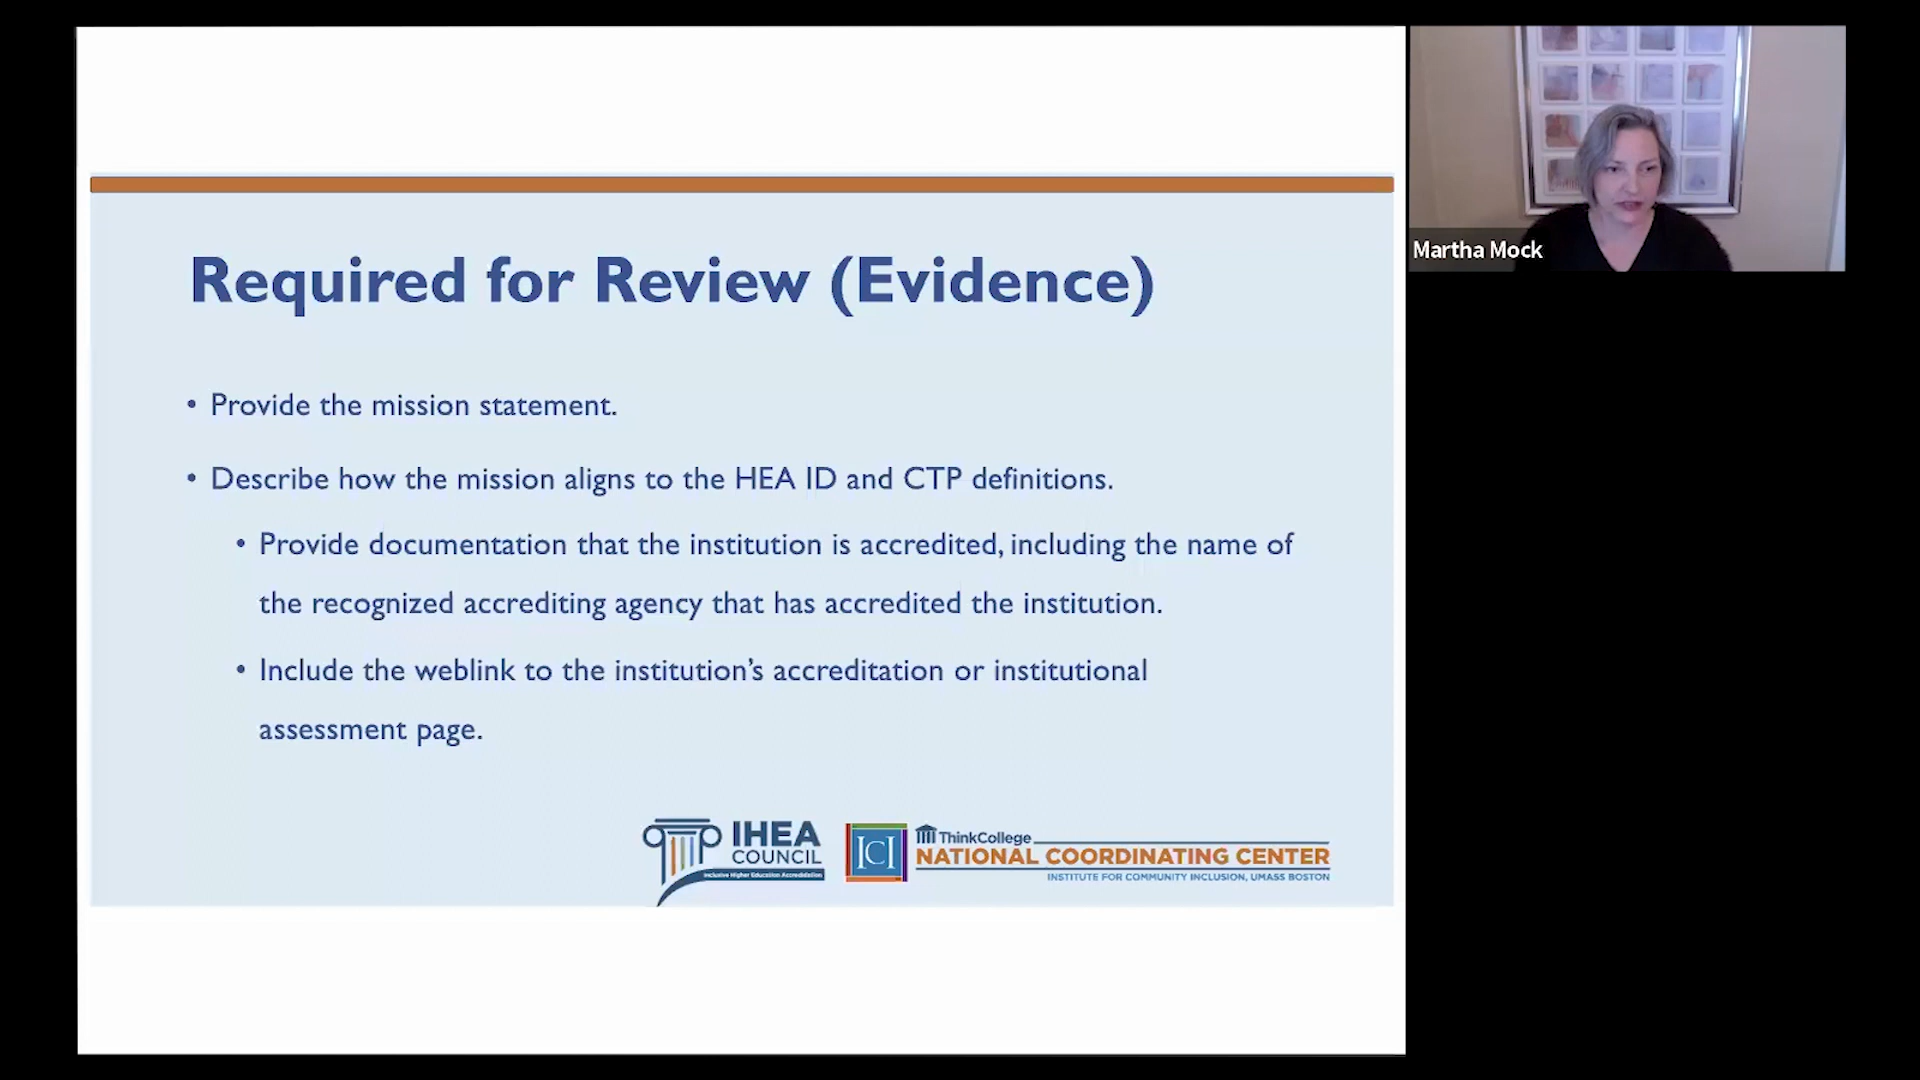 Required for Review (Evidence)
• Provide the mission statement.
• Describe how the mission aligns to the HEA ID and CTP definitions.
• Provide documentation that the institution is accredited, including the name of
the recognized accrediting agency that has accredited the institution.
• Include the weblink to the institution’s accreditation or institutional
assessment page.
IHEA
COUNCIL
Inclusive Higher Education Accreditation
ICI
ThinkCollege
NATIONAL COORDINATING CENTER
INSTITUTE FOR COMMUNITY INCLUSION, UMASS BOSTON
Martha Mock